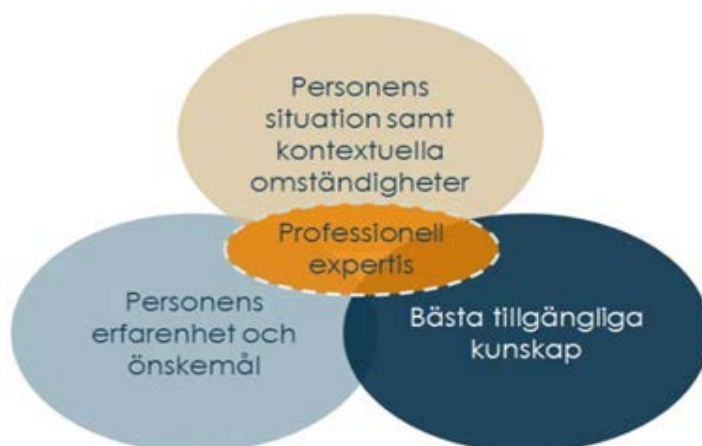 Personens
situation samt
kontextuella
omständigheter
Professionell
expertis
Personens
erfarenhet och
önskemål
Bästa tillgängliga
kunskap